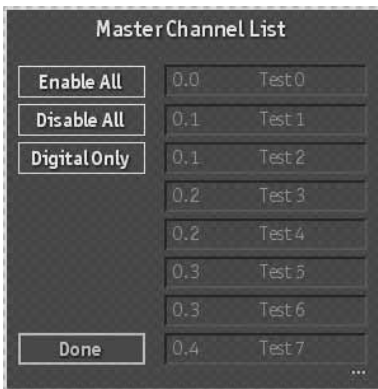 Master Channel List
Enable All
Disable All
Digital Only
Done
0.0 Test 0
0.1 Test 1
0.1 Test 2
0.2 Test 3
0.2 Test 4
0.3 Test 5
0.3 Test 6
0.4 Test 7
...